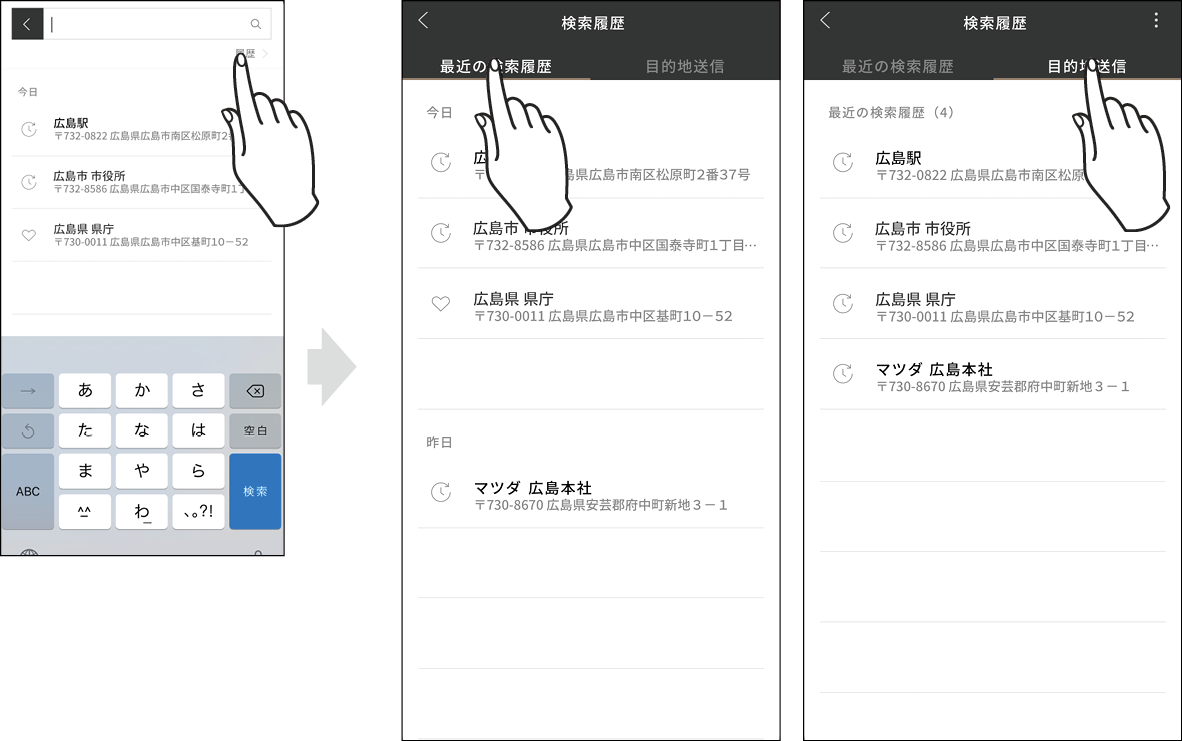 履歴
今日
広島駅
〒732-0822 広島県広島市南区松原町2
広島市 市役所
〒732-8586 広島県広島市中区国泰寺町1丁
広島県 県庁
〒730-0011 広島県広島市中区基町10－52
→ あ か さ
た な は 空白
ABC ま や ら 検索
^^ わ_ 、。?!
検索履歴
最近の検索履歴 目的地送信
今日
広
〒 島県広島市南区松原町2番37号
広島市 市役所
〒732-8586 広島県広島市中区国泰寺町1丁目…
広島県 県庁
〒730-0011 広島県広島市中区基町10－52
昨日
マツダ 広島本社
〒730-8670 広島県安芸郡府中町新地３－１
検索履歴
最近の検索履歴 目的地送信
最近の検索履歴（4）
広島駅
〒732-0822 広島県広島市南区松原
広島市 市役所
〒732-8586 広島県広島市中区国泰寺町1丁目…
広島県 県庁
〒730-0011 広島県広島市中区基町10－52
マツダ 広島本社
〒730-8670 広島県安芸郡府中町新地３－１